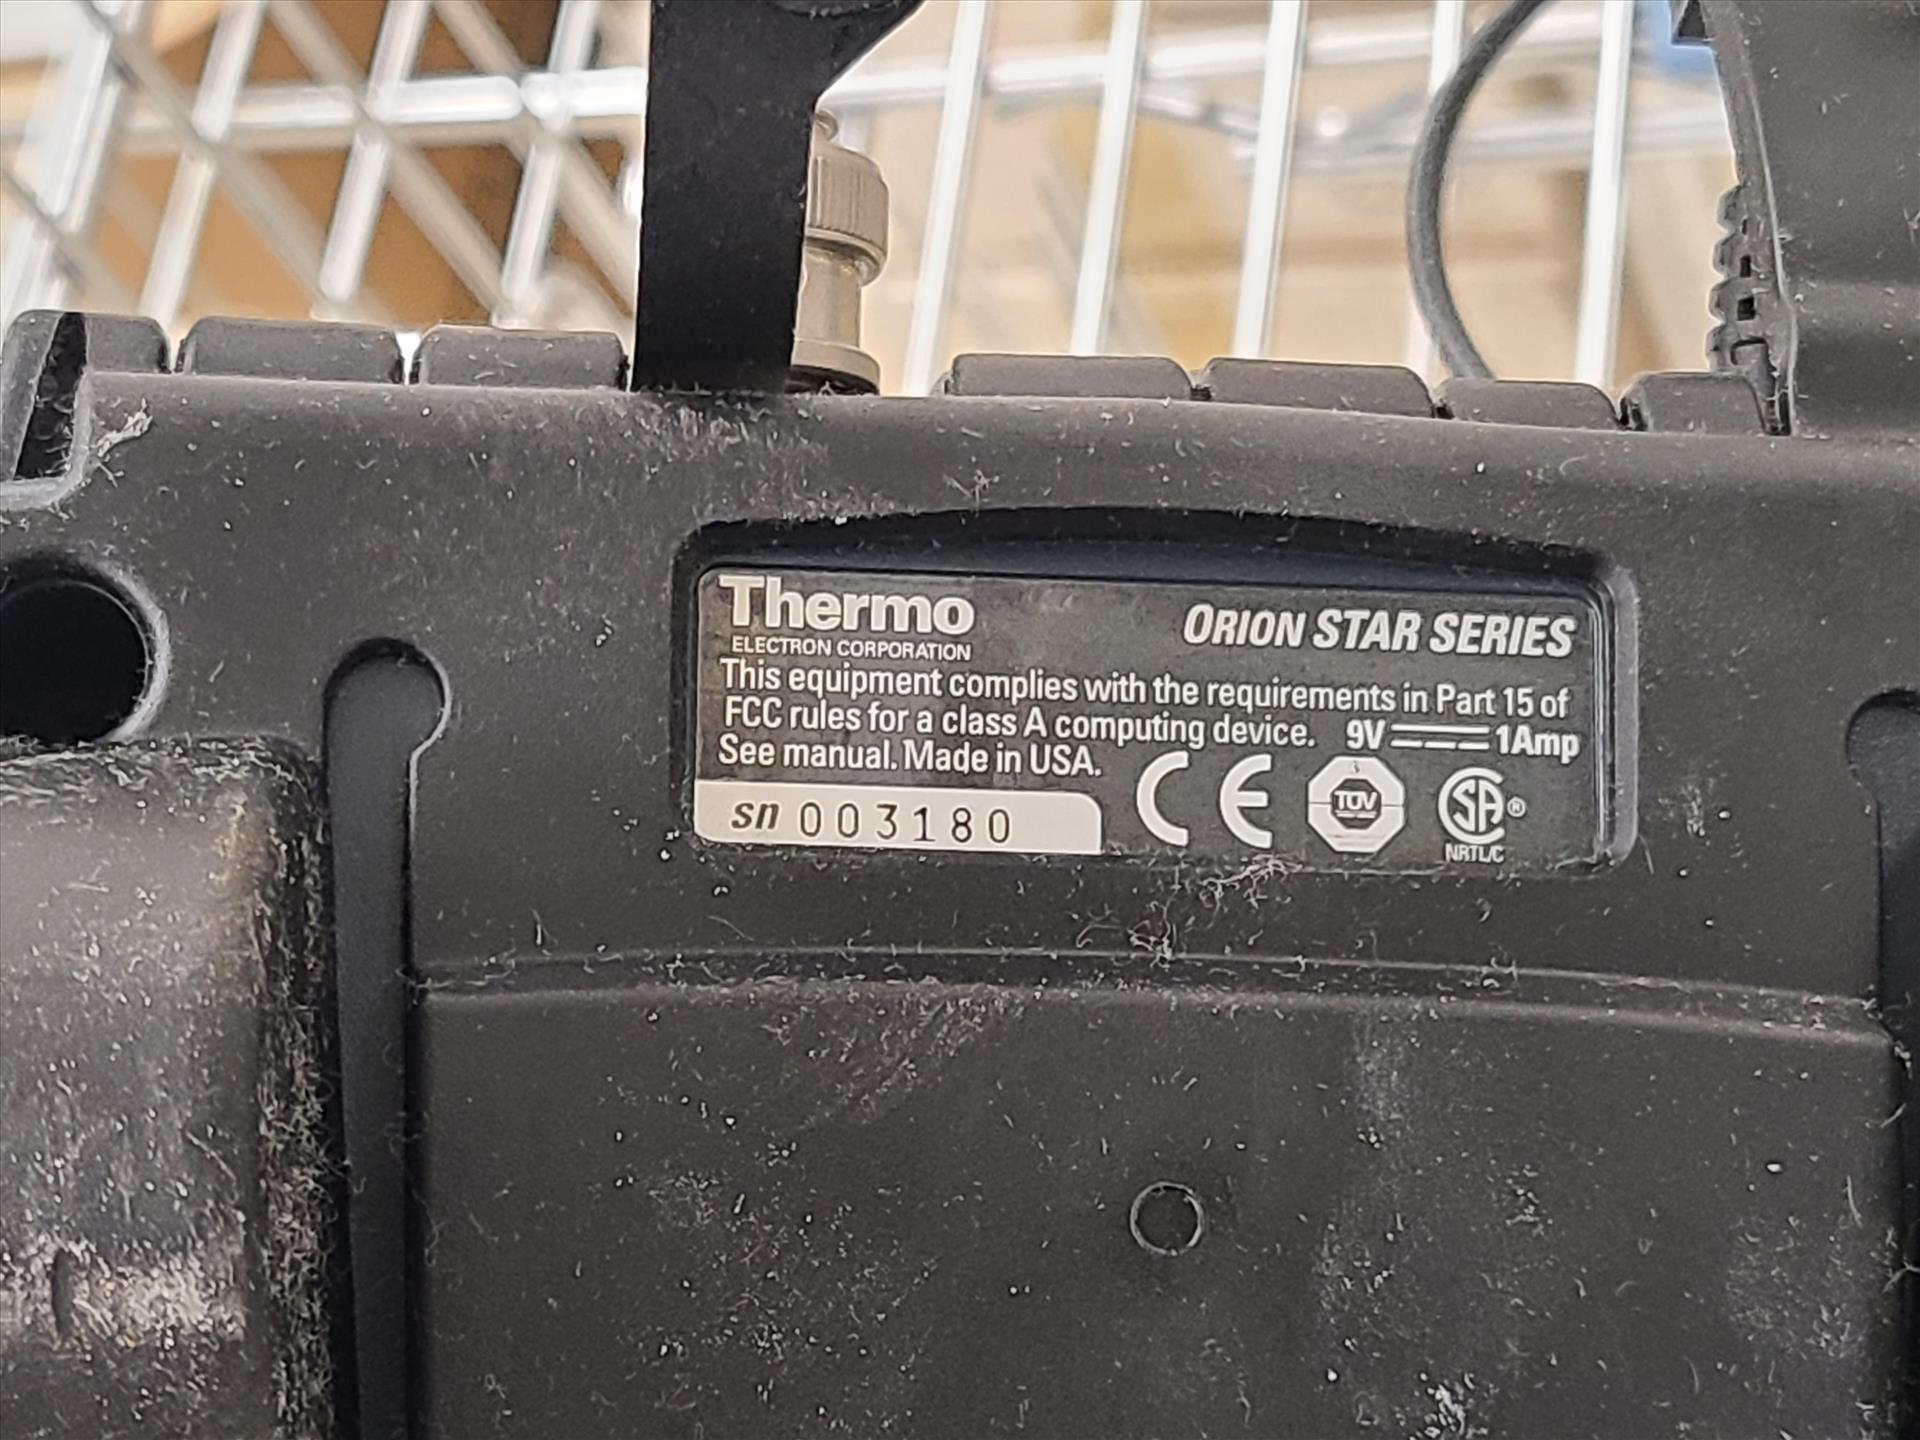 Thermo
ELECTRON CORPORATION
ORION STAR SERIES
This equipment complies with the requirements in Part 15 of
FCC rules for a class A computing device. 9V 1Amp
See manual. Made in USA.
sn 003180
CE
TÜV
SA®
NRTL/C